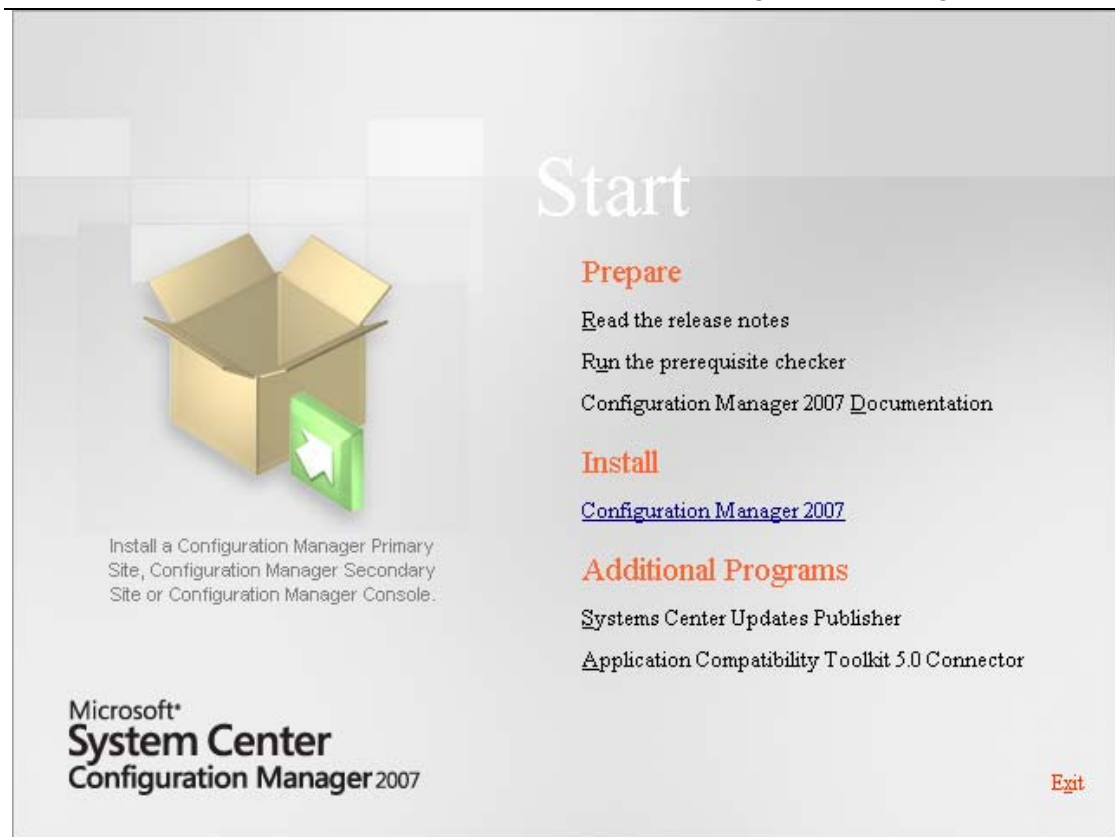 Start
Prepare
Read the release notes
Run the prerequisite checker
Configuration Manager 2007 Documentation
Install
Configuration Manager 2007
Install a Configuration Manager Primary
Site, Configuration Manager Secondary
Site or Configuration Manager Console.
Additional Programs
Systems Center Updates Publisher
Application Compatibility Toolkit 5.0 Connector
Microsoft
System Center
Configuration Manager 2007
Exit